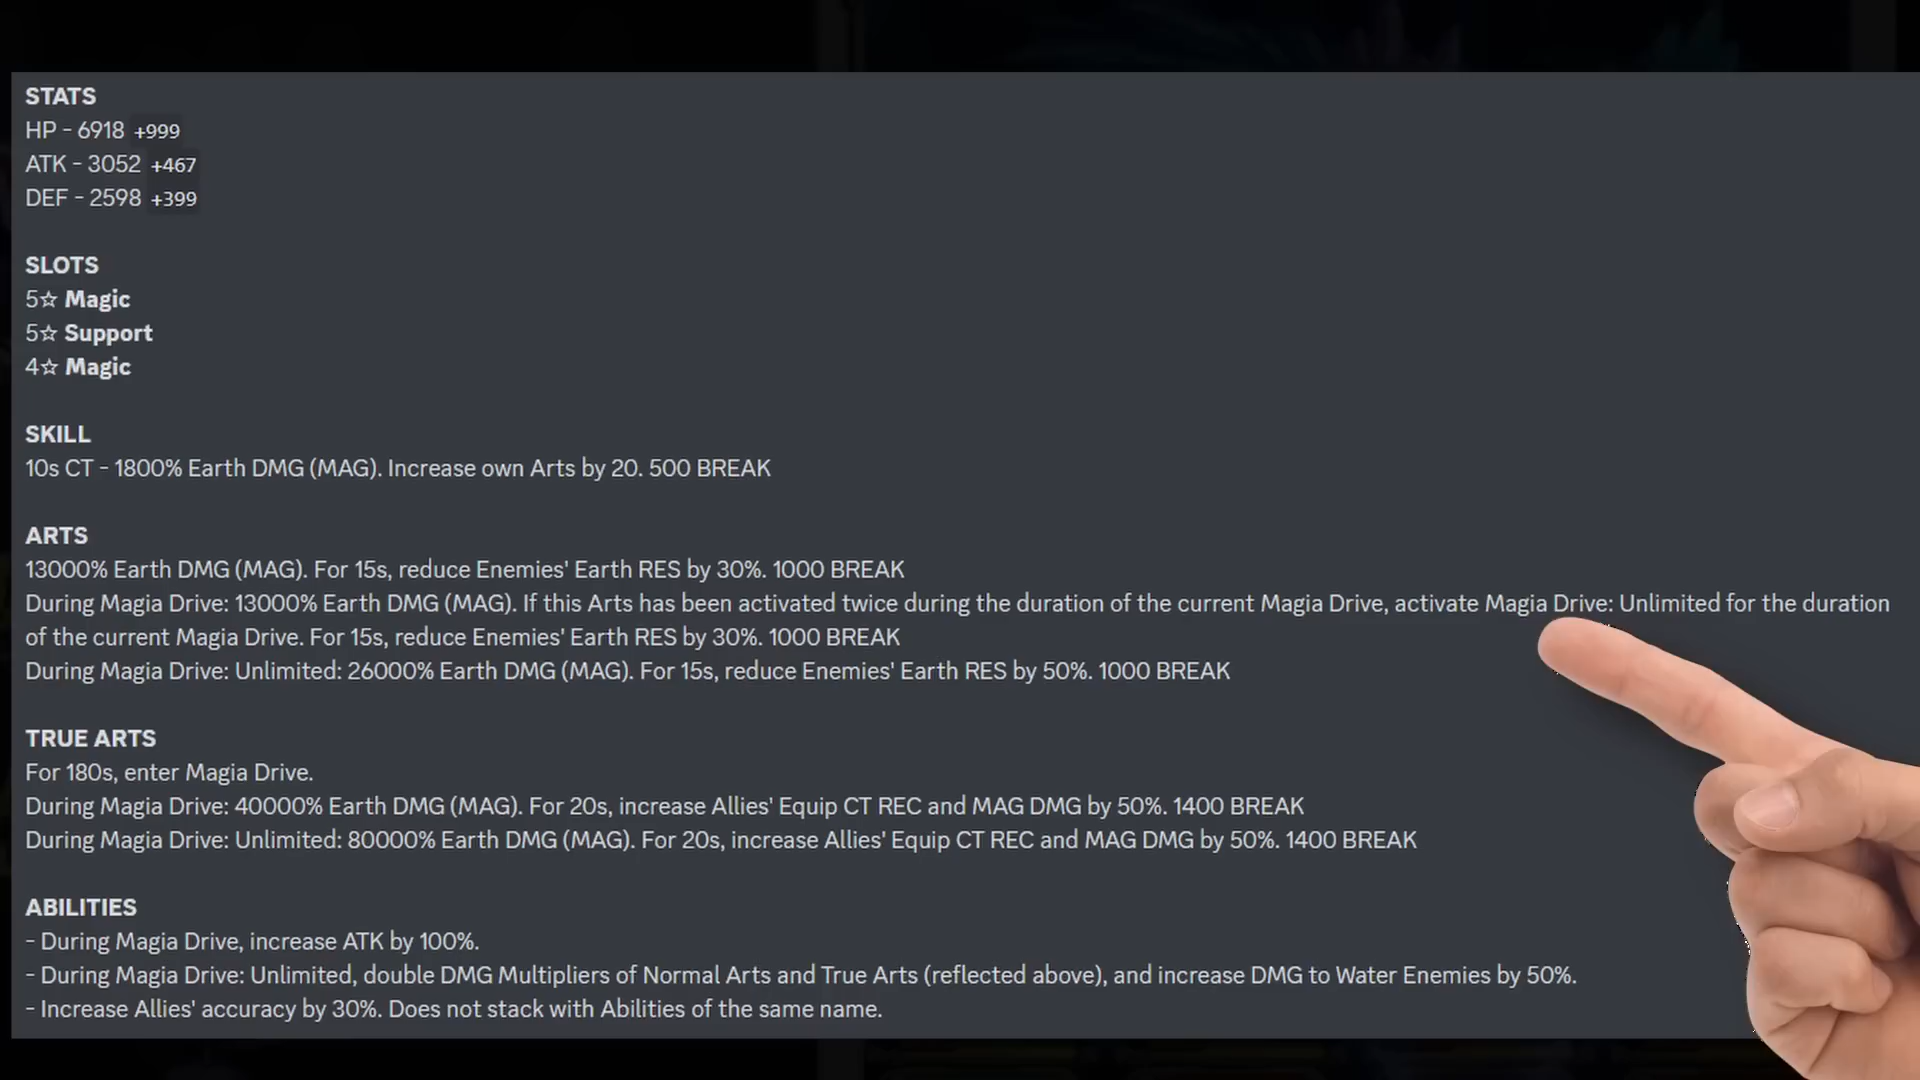 STATS
HP - 6918 +999
ATK - 3052 +467
DEF - 2598 +399
SLOTS
5☆ Magic
5☆ Support
4☆ Magic
SKILL
10s CT - 1800% Earth DMG (MAG). Increase own Arts by 20. 500 BREAK
ARTS
13000% Earth DMG (MAG). For 15s, reduce Enemies' Earth RES by 30%. 1000 BREAK
During Magia Drive: 13000% Earth DMG (MAG). If this Arts has been activated twice during the duration of the current Magia Drive, activate Magia Drive: Unlimited for the duration
of the current Magia Drive. For 15s, reduce Enemies' Earth RES by 30%. 1000 BREAK
During Magia Drive: Unlimited: 26000% Earth DMG (MAG). For 15s, reduce Enemies' Earth RES by 50%. 1000 BREAK
TRUE ARTS
For 180s, enter Magia Drive.
During Magia Drive: 40000% Earth DMG (MAG). For 20s, increase Allies' Equip CT REC and MAG DMG by 50%. 1400 BREAK
During Magia Drive: Unlimited: 80000% Earth DMG (MAG). For 20s, increase Allies' Equip CT REC and MAG DMG by 50%. 1400 BREAK
ABILITIES
- During Magia Drive, increase ATK by 100%.
- During Magia Drive: Unlimited, double DMG Multipliers of Normal Arts and True Arts (reflected above), and increase DMG to Water Enemies by 50%.
- Increase Allies' accuracy by 30%. Does not stack with Abilities of the same name.